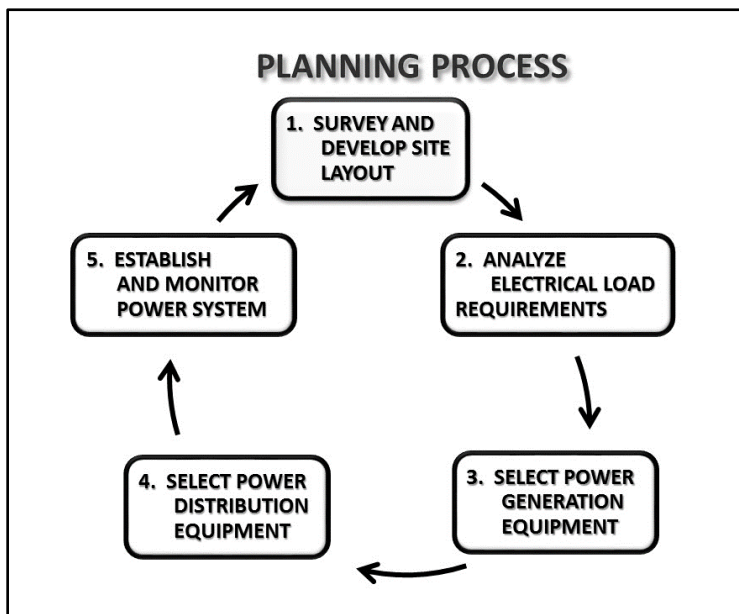 PLANNING PROCESS
1. SURVEY AND
DEVELOP SITE
LAYOUT
2. ANALYZE
ELECTRICAL LOAD
REQUIREMENTS
3. SELECT POWER
GENERATION
EQUIPMENT
4. SELECT POWER
DISTRIBUTION
EQUIPMENT
5. ESTABLISH
AND MONITOR
POWER SYSTEM